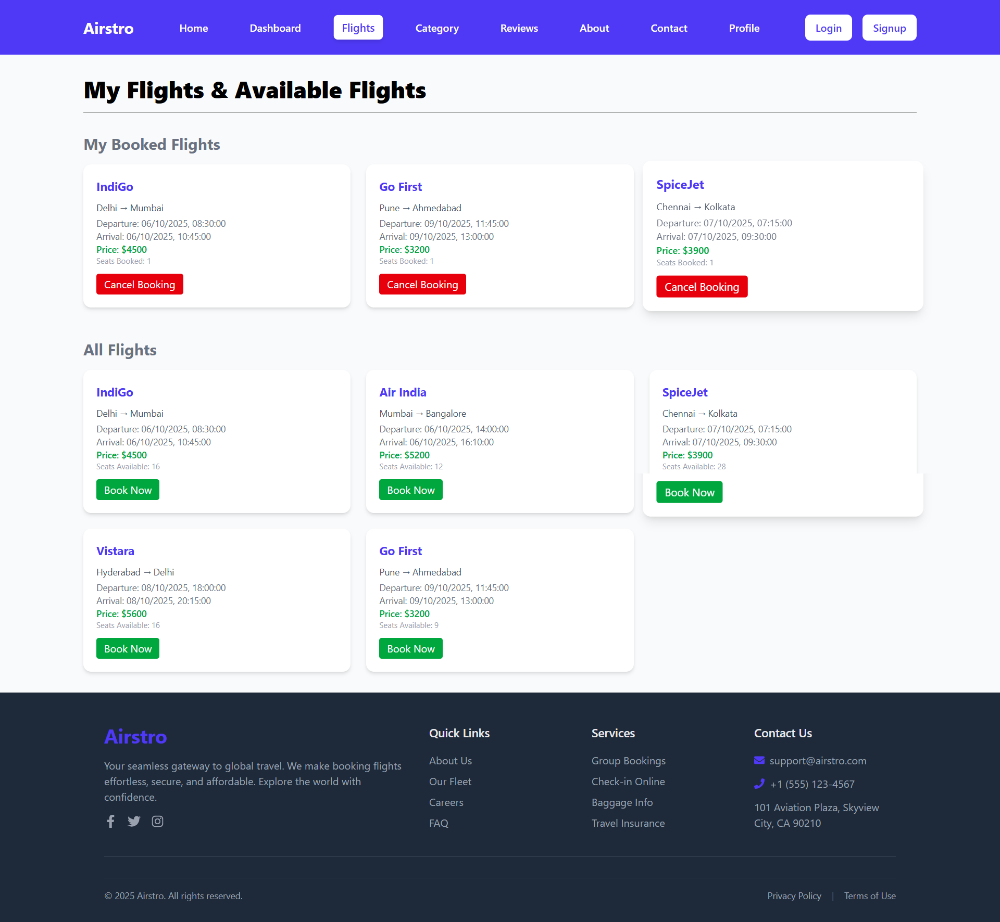 Airstro
Home
Dashboard
Flights
Category
Reviews
About
Contact
Profile
Login
Signup
My Flights & Available Flights
My Booked Flights
IndiGo
Delhi → Mumbai
Departure: 06/10/2025, 08:30:00
Arrival: 06/10/2025, 10:45:00
Price: $4500
Seats Booked: 1
Cancel Booking
Go First
Pune → Ahmedabad
Departure: 09/10/2025, 11:45:00
Arrival: 09/10/2025, 13:00:00
Price: $3200
Seats Booked: 1
Cancel Booking
SpiceJet
Chennai → Kolkata
Departure: 07/10/2025, 07:15:00
Arrival: 07/10/2025, 09:30:00
Price: $3900
Seats Booked: 1
Cancel Booking
All Flights
IndiGo
Delhi → Mumbai
Departure: 06/10/2025, 08:30:00
Arrival: 06/10/2025, 10:45:00
Price: $4500
Seats Available: 16
Book Now
Air India
Mumbai → Bangalore
Departure: 06/10/2025, 14:00:00
Arrival: 06/10/2025, 16:10:00
Price: $5200
Seats Available: 12
Book Now
SpiceJet
Chennai → Kolkata
Departure: 07/10/2025, 07:15:00
Arrival: 07/10/2025, 09:30:00
Price: $3900
Seats Available: 28
Book Now
Vistara
Hyderabad → Delhi
Departure: 08/10/2025, 18:00:00
Arrival: 08/10/2025, 20:15:00
Price: $5600
Seats Available: 16
Book Now
Go First
Pune → Ahmedabad
Departure: 09/10/2025, 11:45:00
Arrival: 09/10/2025, 13:00:00
Price: $3200
Seats Available: 9
Book Now
Airstro
Your seamless gateway to global travel. We make booking flights
effortless, secure, and affordable. Explore the world with
confidence.
Quick Links
About Us
Our Fleet
Careers
FAQ
Services
Group Bookings
Check-in Online
Baggage Info
Travel Insurance
Contact Us
support@airstro.com
+1 (555) 123-4567
101 Aviation Plaza, Skyview
City, CA 90210
© 2025 Airstro. All rights reserved.
Privacy Policy | Terms of Use